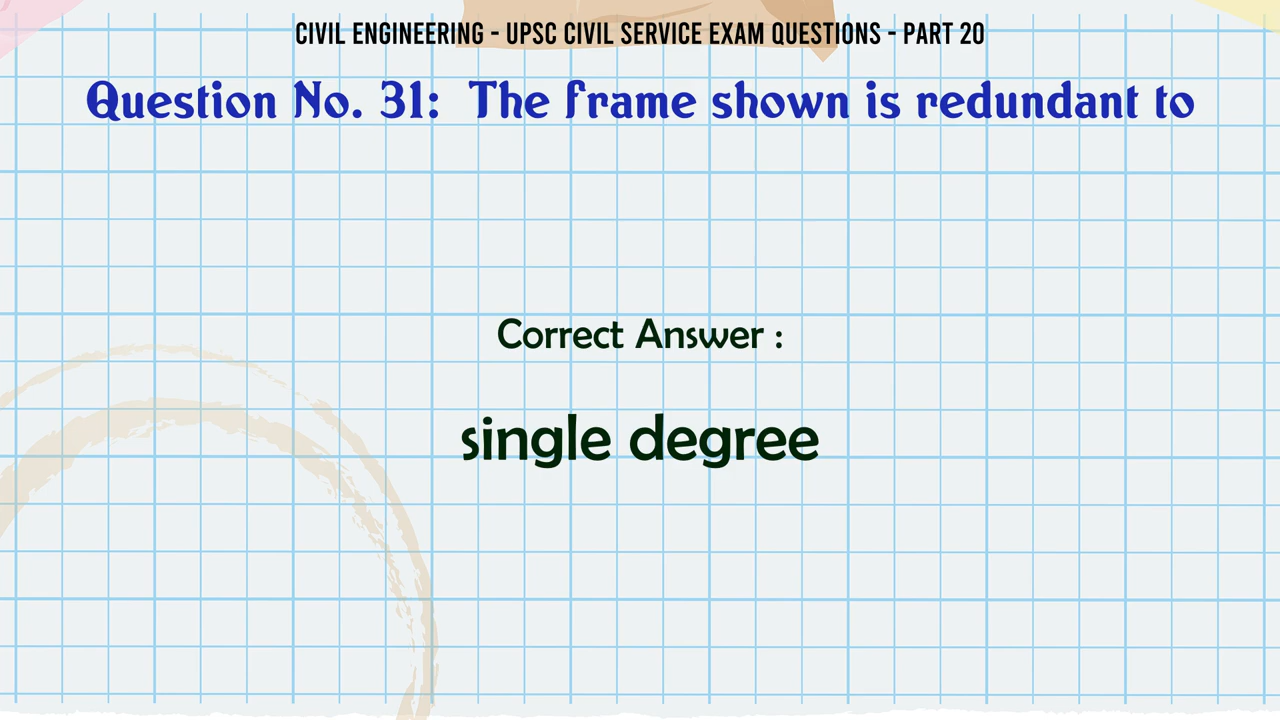 CIVIL ENGINEERING - UPSC CIVIL SERVICE EXAM QUESTIONS - PART 20
Question No. 31: The frame shown is redundant to
Correct Answer :
single degree